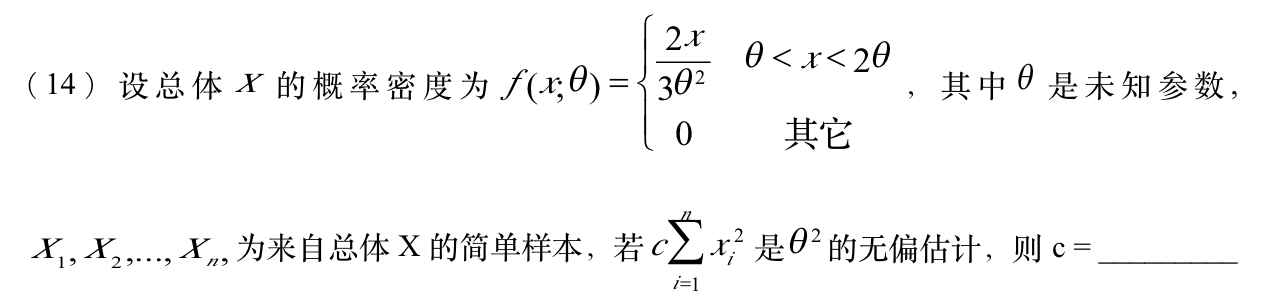 (14) 设总体 X 的概率密度为 f(x;θ) = { 2x/3θ² θ < x < 2θ, 0 其它 ，其中 θ 是未知参数,
X₁, X₂,..., Xₙ, 为来自总体 X 的简单样本, 若 c∑ᵢ₌₁ⁿ xᵢ² 是 θ² 的无偏估计, 则 c = _________